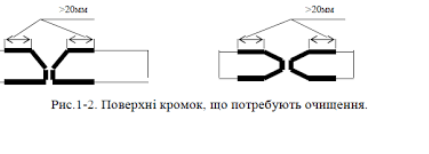 >20мм
>20мм
Рис.1-2. Поверхні кромок, що потребують очищення.